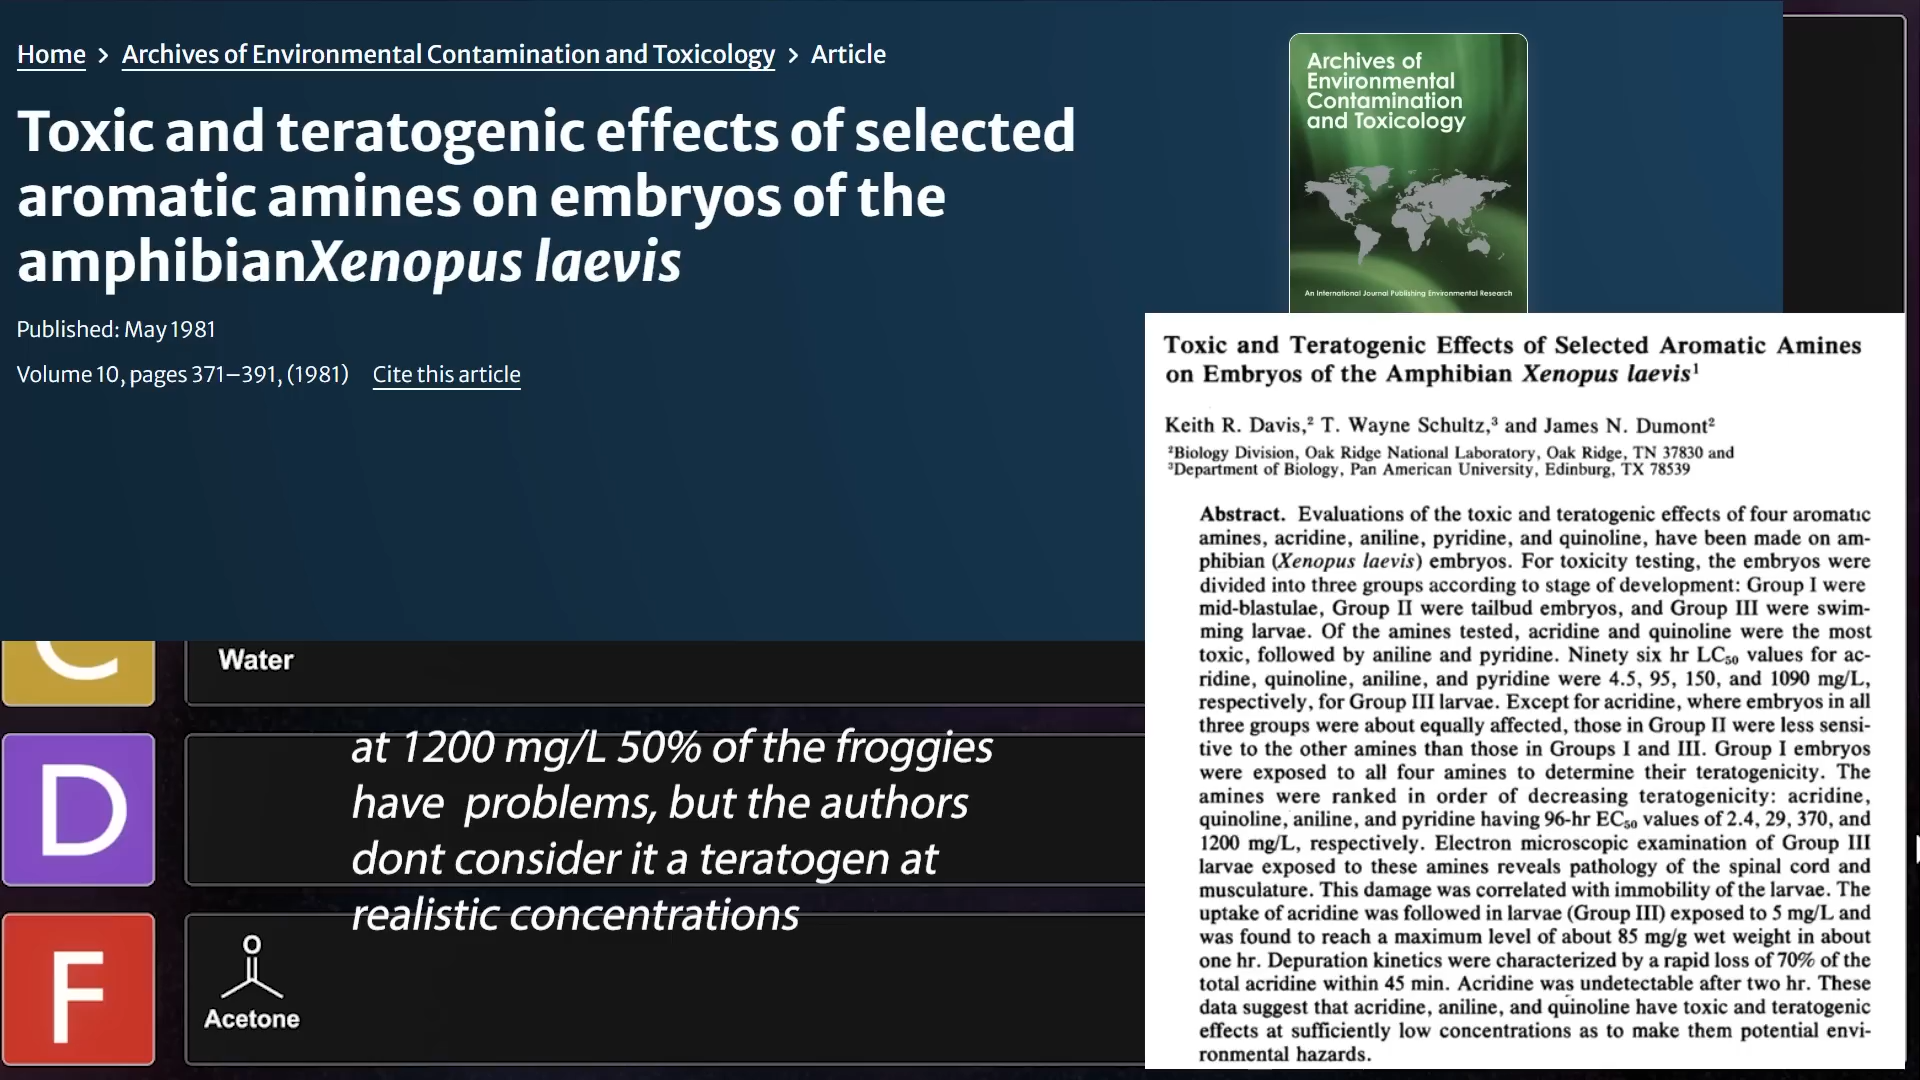 Home > Archives of Environmental Contamination and Toxicology > Article
Toxic and teratogenic effects of selected
aromatic amines on embryos of the
amphibianXenopus laevis
Published: May 1981
Volume 10, pages 371–391, (1981) Cite this article
Archives of
Environmental
Contamination
and Toxicology
An International Journal Publishing Environmental Research
Toxic and Teratogenic Effects of Selected Aromatic Amines
on Embryos of the Amphibian Xenopus laevis¹
Keith R. Davis,² T. Wayne Schultz,³ and James N. Dumont²
²Biology Division, Oak Ridge National Laboratory, Oak Ridge, TN 37830 and
³Department of Biology, Pan American University, Edinburg, TX 78539
Abstract. Evaluations of the toxic and teratogenic effects of four aromatic
amines, acridine, aniline, pyridine, and quinoline, have been made on am-
phibian (Xenopus laevis) embryos. For toxicity testing, the embryos were
divided into three groups according to stage of development: Group I were
mid-blastulae, Group II were tailbud embryos, and Group III were swim-
ming larvae. Of the amines tested, acridine and quinoline were the most
toxic, followed by aniline and pyridine. Ninety six hr LC₅₀ values for ac-
ridine, quinoline, aniline, and pyridine were 4.5, 95, 150, and 1090 mg/L,
respectively, for Group III larvae. Except for acridine, where embryos in all
three groups were about equally affected, those in Group II were less sensi-
tive to the other amines than those in Groups I and III. Group I embryos
were exposed to all four amines to determine their teratogenicity. The
amines were ranked in order of decreasing teratogenicity: acridine,
quinoline, aniline, and pyridine having 96-hr EC₅₀ values of 2.4, 29, 370, and
1200 mg/L, respectively. Electron microscopic examination of Group III
larvae exposed to these amines reveals pathology of the spinal cord and
musculature. This damage was correlated with immobility of the larvae. The
uptake of acridine was followed in larvae (Group III) exposed to 5 mg/L and
was found to reach a maximum level of about 85 mg/g wet weight in about
one hr. Depuration kinetics were characterized by a rapid loss of 70% of the
total acridine within 45 min. Acridine was undetectable after two hr. These
data suggest that acridine, aniline, and quinoline have toxic and teratogenic
effects at sufficiently low concentrations as to make them potential envi-
ronmental hazards.
C
Water
D
at 1200 mg/L 50% of the froggies
have problems, but the authors
dont consider it a teratogen at
realistic concentrations
F
O
Acetone